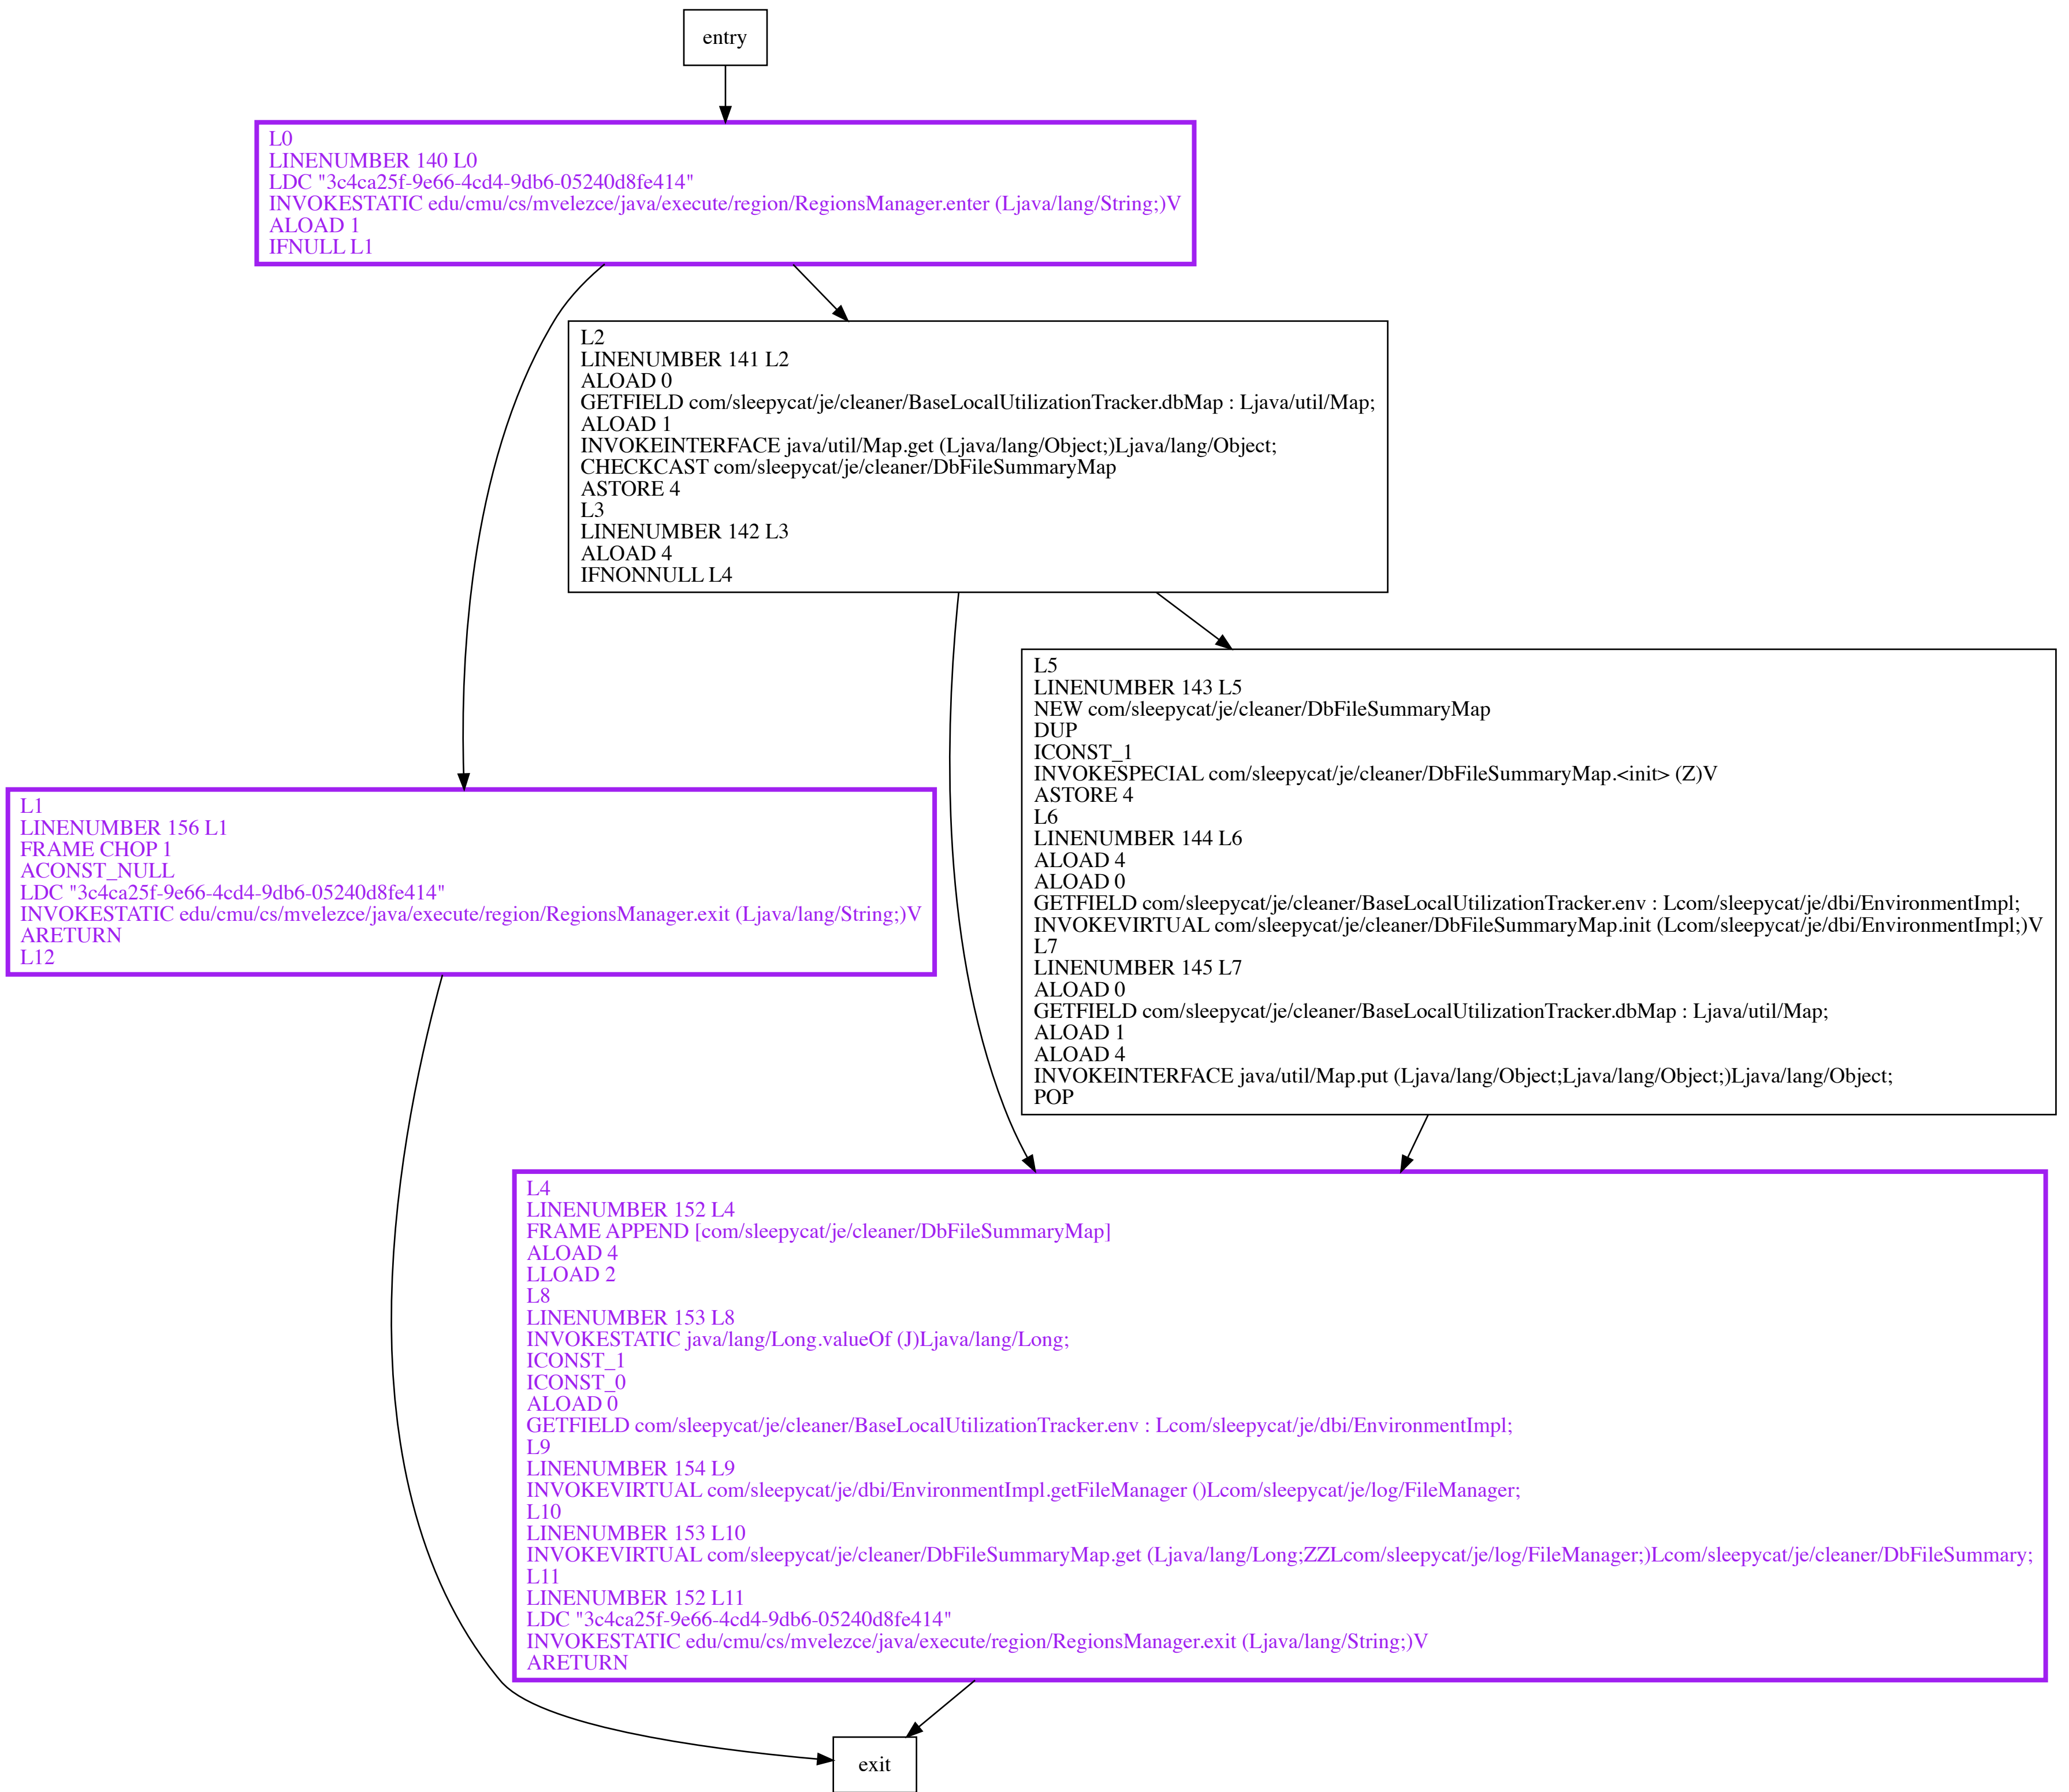 entry
L0
LINENUMBER 140 L0
LDC "3c4ca25f-9e66-4cd4-9db6-05240d8fe414"
INVOKESTATIC edu/cmu/cs/mvelezce/java/execute/region/RegionsManager.enter (Ljava/lang/String;)V
ALOAD 1
IFNULL L1
L2
LINENUMBER 141 L2
ALOAD 0
GETFIELD com/sleepycat/je/cleaner/BaseLocalUtilizationTracker.dbMap : Ljava/util/Map;
ALOAD 1
INVOKEINTERFACE java/util/Map.get (Ljava/lang/Object;)Ljava/lang/Object;
CHECKCAST com/sleepycat/je/cleaner/DbFileSummaryMap
ASTORE 4
L3
LINENUMBER 142 L3
ALOAD 4
IFNONNULL L4
L5
LINENUMBER 143 L5
NEW com/sleepycat/je/cleaner/DbFileSummaryMap
DUP
ICONST_1
INVOKESPECIAL com/sleepycat/je/cleaner/DbFileSummaryMap.<init> (Z)V
ASTORE 4
L6
LINENUMBER 144 L6
ALOAD 4
ALOAD 0
GETFIELD com/sleepycat/je/cleaner/BaseLocalUtilizationTracker.env : Lcom/sleepycat/je/dbi/EnvironmentImpl;
INVOKEVIRTUAL com/sleepycat/je/cleaner/DbFileSummaryMap.init (Lcom/sleepycat/je/dbi/EnvironmentImpl;)V
L7
LINENUMBER 145 L7
ALOAD 0
GETFIELD com/sleepycat/je/cleaner/BaseLocalUtilizationTracker.dbMap : Ljava/util/Map;
ALOAD 1
ALOAD 4
INVOKEINTERFACE java/util/Map.put (Ljava/lang/Object;Ljava/lang/Object;)Ljava/lang/Object;
POP
L1
LINENUMBER 156 L1
FRAME CHOP 1
ACONST_NULL
LDC "3c4ca25f-9e66-4cd4-9db6-05240d8fe414"
INVOKESTATIC edu/cmu/cs/mvelezce/java/execute/region/RegionsManager.exit (Ljava/lang/String;)V
ARETURN
L12
L4
LINENUMBER 152 L4
FRAME APPEND [com/sleepycat/je/cleaner/DbFileSummaryMap]
ALOAD 4
LLOAD 2
L8
LINENUMBER 153 L8
INVOKESTATIC java/lang/Long.valueOf (J)Ljava/lang/Long;
ICONST_1
ICONST_0
ALOAD 0
GETFIELD com/sleepycat/je/cleaner/BaseLocalUtilizationTracker.env : Lcom/sleepycat/je/dbi/EnvironmentImpl;
L9
LINENUMBER 154 L9
INVOKEVIRTUAL com/sleepycat/je/dbi/EnvironmentImpl.getFileManager ()Lcom/sleepycat/je/log/FileManager;
L10
LINENUMBER 153 L10
INVOKEVIRTUAL com/sleepycat/je/cleaner/DbFileSummaryMap.get (Ljava/lang/Long;ZZLcom/sleepycat/je/log/FileManager;)Lcom/sleepycat/je/cleaner/DbFileSummary;
L11
LINENUMBER 152 L11
LDC "3c4ca25f-9e66-4cd4-9db6-05240d8fe414"
INVOKESTATIC edu/cmu/cs/mvelezce/java/execute/region/RegionsManager.exit (Ljava/lang/String;)V
ARETURN
exit